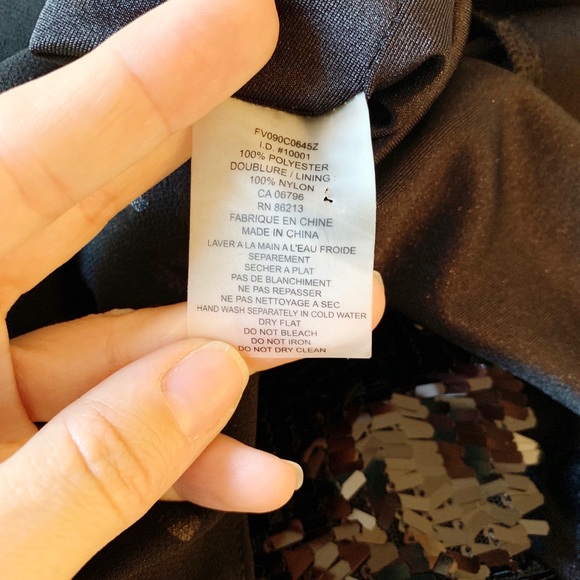 FV090C0645Z
I.D. #10001
100% POLYESTER
DOUBLURE / LINING
100% NYLON
CA 06796
RN 86213
FABRIQUE EN CHINE
MADE IN CHINA
LAVER A LA MAIN A L'EAU FROIDE
SEPAREMENT
SECHER A PLAT
PAS DE BLANCHIMENT
NE PAS REPASSER
NE PAS NETTOYAGE A SEC
HAND WASH SEPARATELY IN COLD WATER
DRY FLAT
DO NOT BLEACH
DO NOT IRON
DO NOT DRY CLEAN